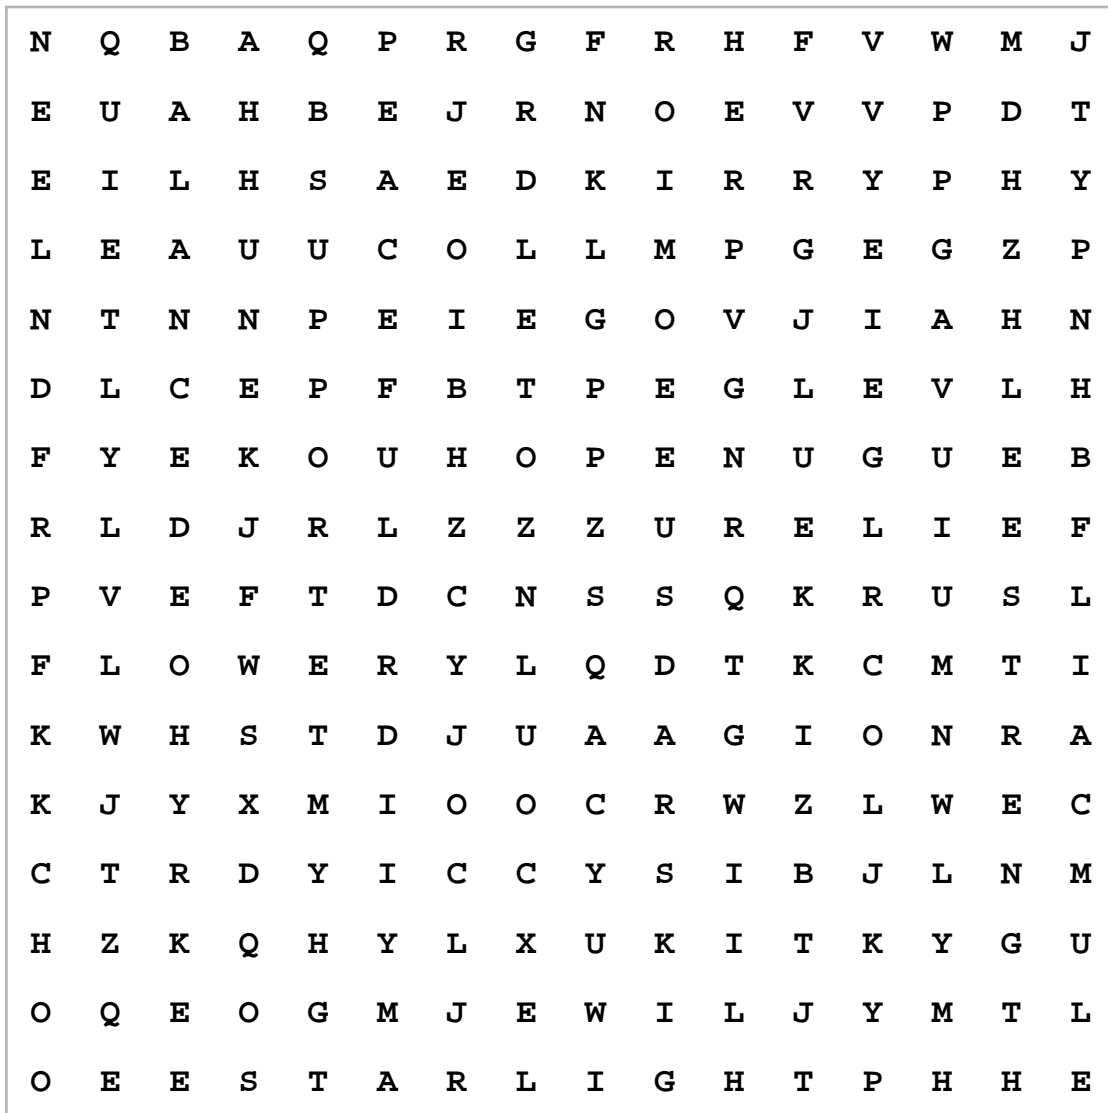 N Q B A Q P R G F R H F V W M J
E U A H B E J R N O E V V P D T
E I L H S A E D K I R R Y P H Y
L E A U U C O L L M P G E G Z P
N T N N P E I E G O V J I A H N
D L C E P F B T P E G L E V L H
F Y E K O U H O P E N U G U E B
R L D J R L Z Z Z U R E L I E F
P V E F T D C N S S Q K R U S L
F L O W E R Y L Q D T K C M T I
K W H S T D J U A A G I O N R A
K J Y X M I O O C R W Z L W E C
C T R D Y I C C Y S I B J L N M
H Z K Q H Y L X U K I T K Y G U
O Q E O G M J E W I L J Y M T L
O E E S T A R L I G H T P H H E